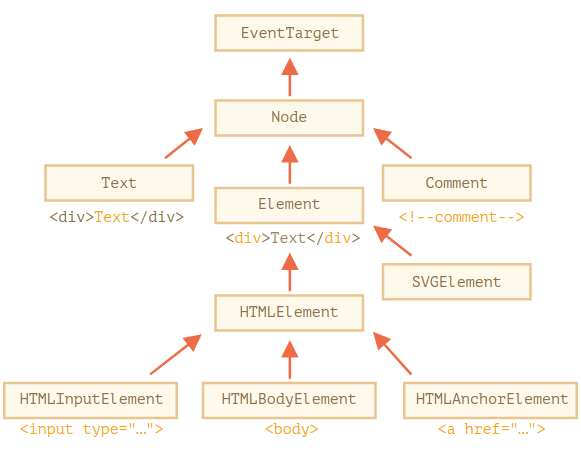 EventTarget
Node
Text
Comment
<div>Text</div>
Element
<!--comment-->
<div>Text</div>
SVGElement
HTMLElement
HTMLInputElement
HTMLBodyElement
HTMLAnchorElement
<input type="…">
<body>
<a href="…">